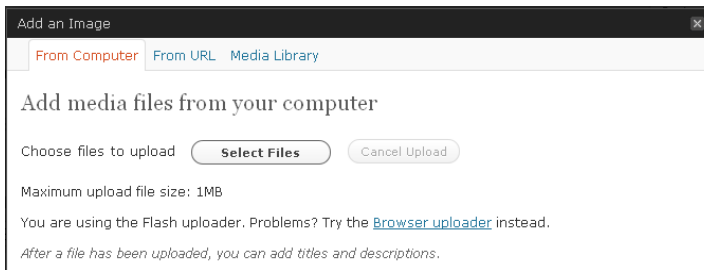 Add an Image
From Computer From URL Media Library
Add media files from your computer
Choose files to upload Select Files Cancel Upload
Maximum upload file size: 1MB
You are using the Flash uploader. Problems? Try the Browser uploader instead.
After a file has been uploaded, you can add titles and descriptions.